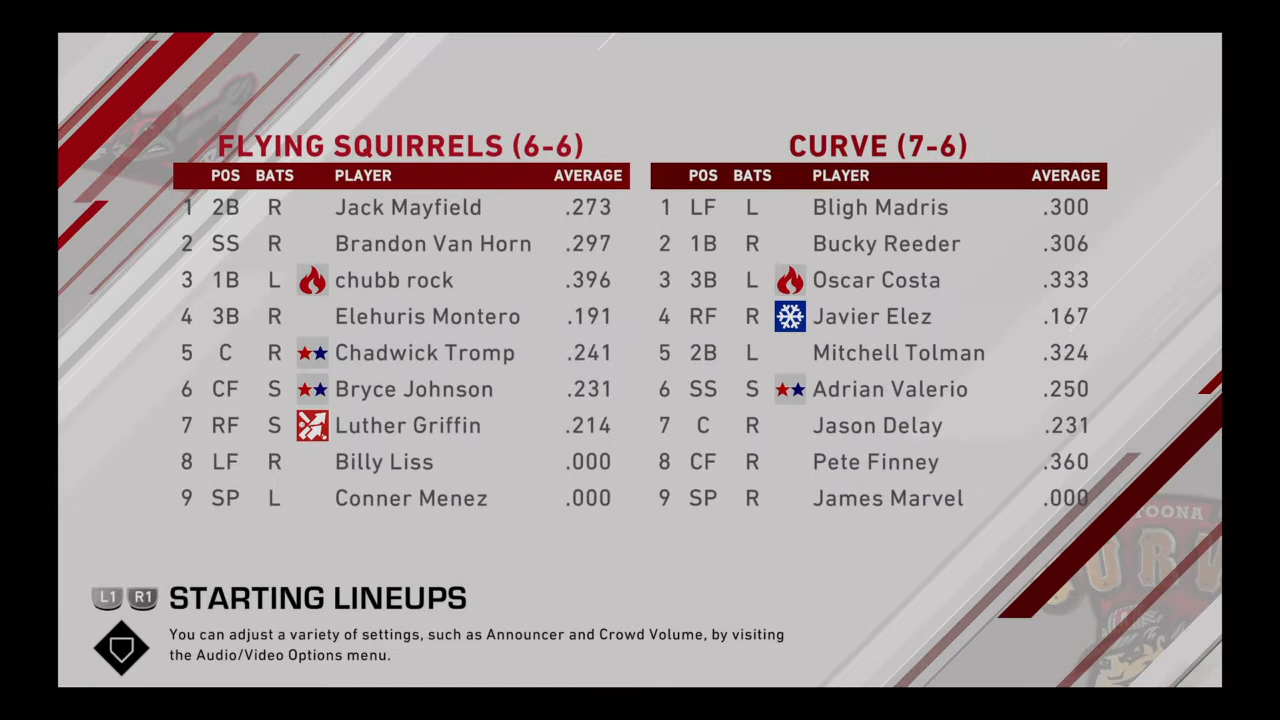 FLYING SQUIRRELS (6-6)
POS BATS PLAYER AVERAGE
1 2B R Jack Mayfield .273
2 SS R Brandon Van Horn .297
3 1B L chubb rock .396
4 3B R Elehuris Montero .191
5 C R Chadwick Tromp .241
6 CF S Bryce Johnson .231
7 RF S Luther Griffin .214
8 LF R Billy Liss .000
9 SP L Conner Menez .000
CURVE (7-6)
POS BATS PLAYER AVERAGE
1 LF L Bligh Madris .300
2 1B R Bucky Reeder .306
3 3B L Oscar Costa .333
4 RF R Javier Elez .167
5 2B L Mitchell Tolman .324
6 SS S Adrian Valerio .250
7 C R Jason Delay .231
8 CF R Pete Finney .360
9 SP R James Marvel .000
L1 R1 STARTING LINEUPS
You can adjust a variety of settings, such as Announcer and Crowd Volume, by visiting
the Audio/Video Options menu.